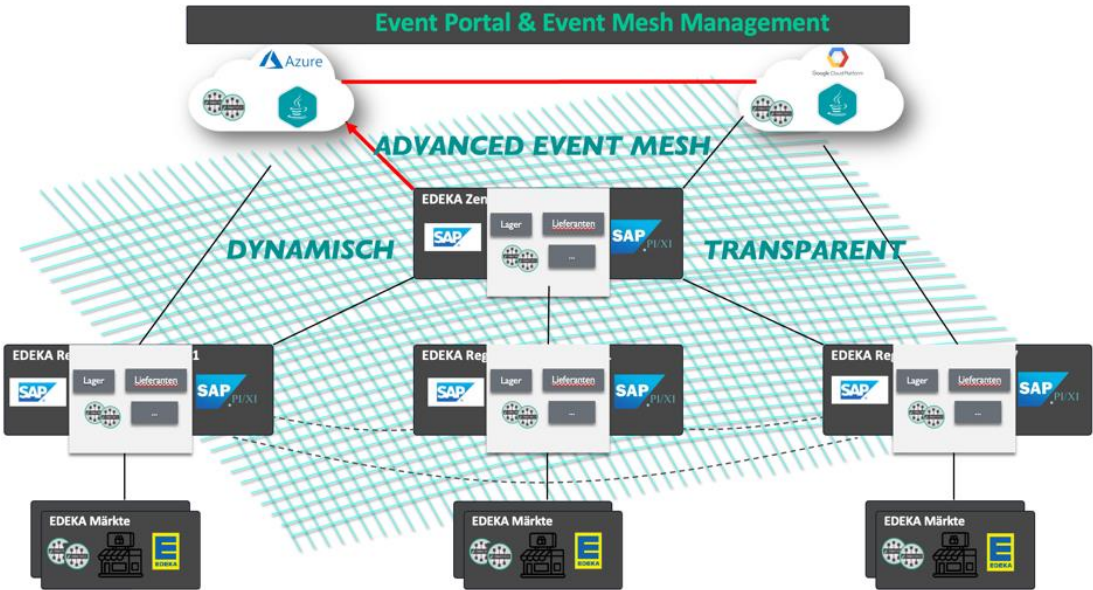 Event Portal & Event Mesh Management
Azure
Google Cloud Platform
ADVANCED EVENT MESH
EDEKA Zen
SAP
Lager
Lieferanten
...
SAP
PI/XI
DYNAMISCH
TRANSPARENT
EDEKA Re
1
SAP
Lager
Lieferanten
...
SAP
PI/XI
EDEKA Reg
SAP
Lager
Lieferanten
...
SAP
PI/XI
EDEKA Reg
SAP
Lager
Lieferanten
...
SAP
PI/XI
EDEKA Märkte
E
EDEKA
EDEKA Märkte
E
EDEKA
EDEKA Märkte
E
EDEKA